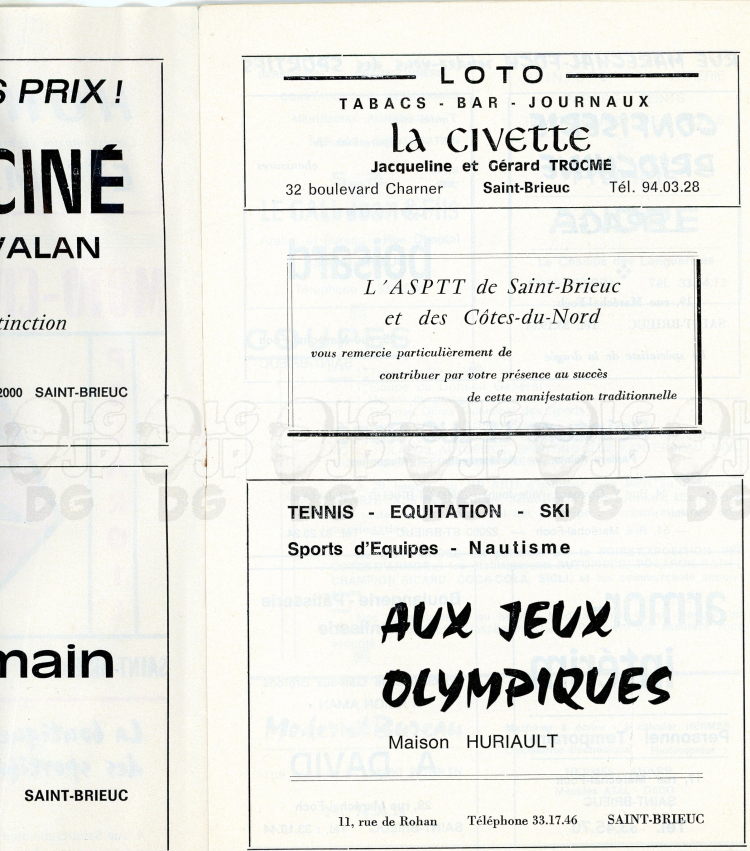 S PRIX !
CINÉ
VALAN
tinction
2000 SAINT-BRIEUC
main
SAINT-BRIEUC
LOTO
TABACS - BAR - JOURNAUX
La CIVETTE
Jacqueline et Gérard TROCMÉ
32 boulevard Charner Saint-Brieuc Tél. 94.03.28
L'ASPTT de Saint-Brieuc
et des Côtes-du-Nord
vous remercie particulièrement de
contribuer par votre présence au succès
de cette manifestation traditionnelle
TENNIS - EQUITATION - SKI
Sports d'Equipes - Nautisme
AUX JEUX
OLYMPIQUES
Maison HURIAULT
11, rue de Rohan Téléphone 33.17.46 SAINT-BRIEUC
LG
JP
DG